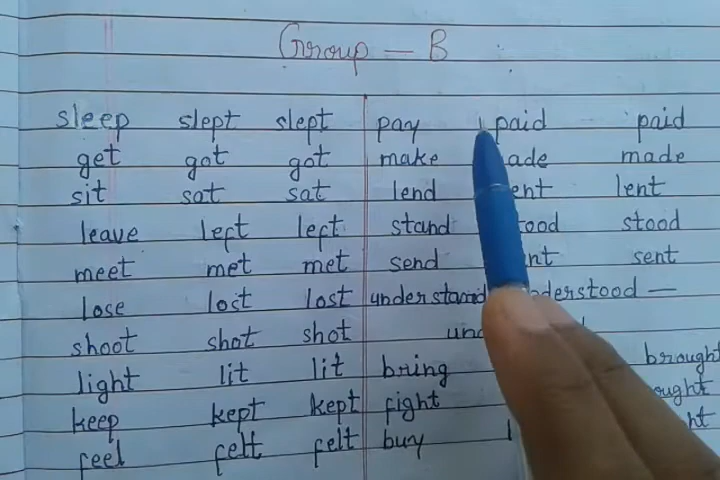 Group — B
sleep slept slept pay paid paid
get got got make made
sit sat sat lend lent
leave left left stand stood
meet met met send sent
lose lost lost understand —
shoot shot shot
light lit lit bring brought
keep kept kept fight
feel felt felt buy